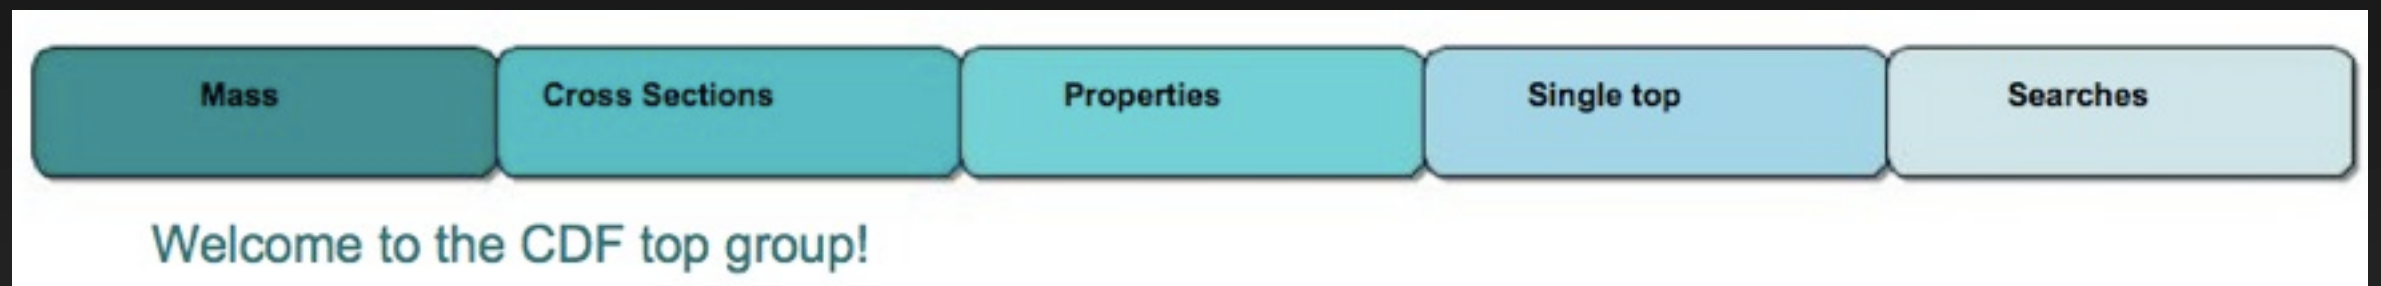 Mass Cross Sections Properties Single top Searches
Welcome to the CDF top group!